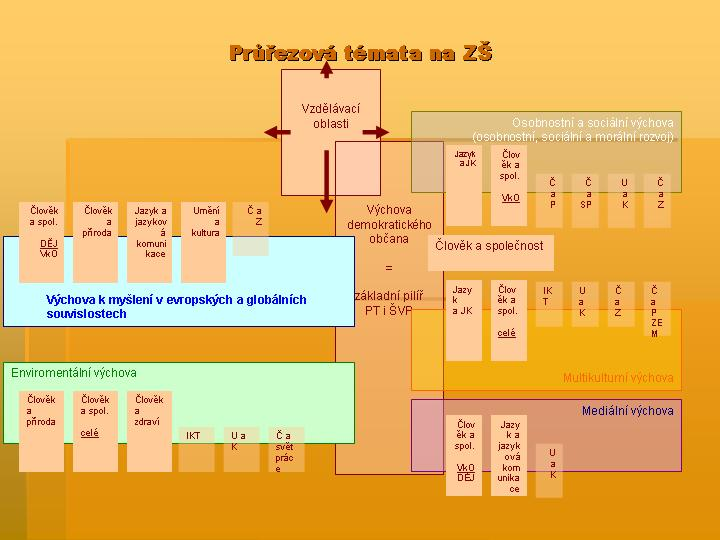 Průřezová témata na ZŠ
Vzdělávací
oblasti
Osobnostní a sociální výchova
(osobnostní, sociální a morální rozvoj)
Jazyk
a JK
Člov
ěk a
spol.
VkO
Č
a
P
Č
a
SP
U
a
K
Č
a
Z
Člověk
a spol.
DĚJ
VkO
Člověk
a
příroda
Jazyk a
jazykov
á
komuni
kace
Umění
a
kultura
Č a
Z
Výchova
demokratického
občana
=
základní pilíř
PT i ŠVP
Člověk a společnost
Výchova k myšlení v evropských a globálních
souvislostech
Jazy
k
a JK
Člov
ěk a
spol.
celé
IK
T
U
a
K
Č
a
Z
Č
a
P
ZE
M
Multikulturní výchova
Enviromentální výchova
Člověk
a
příroda
Člověk
a spol.
celé
Člověk
a
zdraví
IKT
U a
K
Č a
svět
prác
e
Mediální výchova
Člov
ěk a
spol.
VkO
DĚJ
Jazy
k a
jazyk
ová
kom
unika
ce
U
a
K